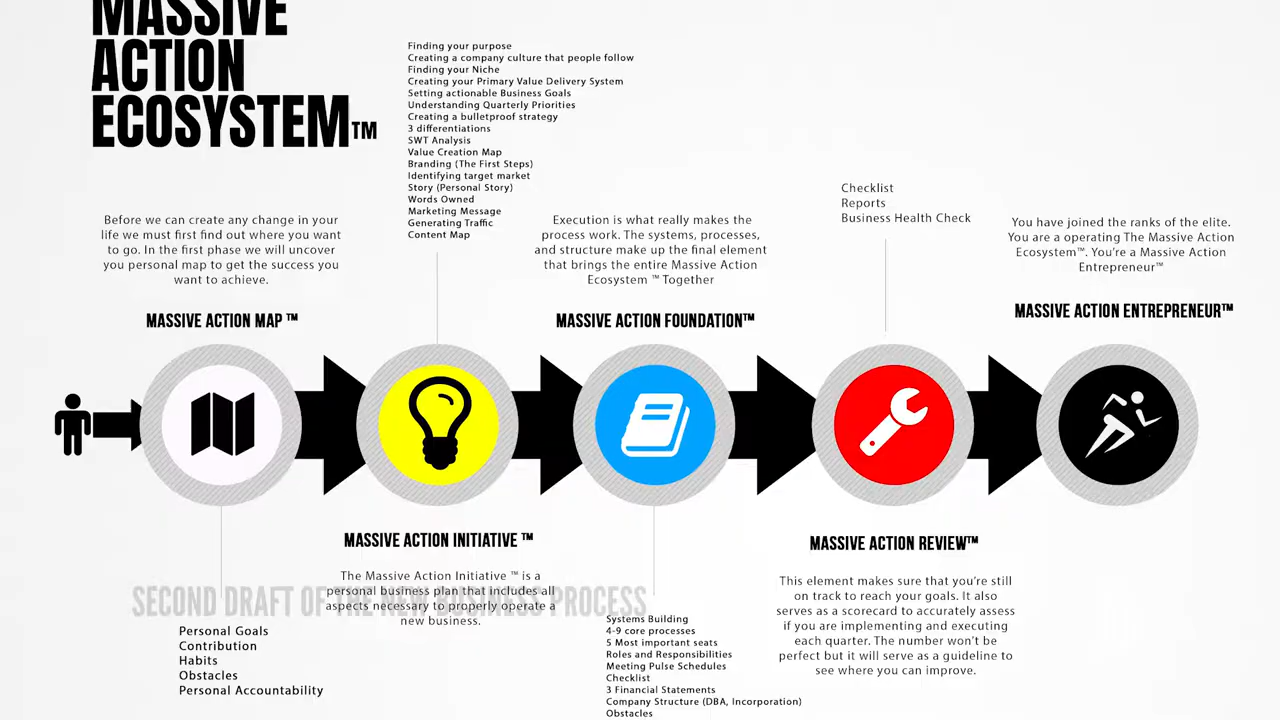 MASSIVE
ACTION
ECOSYSTEM™
Finding your purpose
Creating a company culture that people follow
Finding your Niche
Creating your Primary Value Delivery System
Setting actionable Business Goals
Understanding Quarterly Priorities
Creating a bulletproof strategy
3 differentiations
SWT Analysis
Value Creation Map
Branding (The First Steps)
Identifying target market
Story (Personal Story)
Words Owned
Marketing Message
Generating Traffic
Content Map
Before we can create any change in your
life we must first find out where you want
to go. In the first phase we will uncover
you personal map to get the success you
want to achieve.
MASSIVE ACTION MAP ™
Execution is what really makes the
process work. The systems, processes,
and structure make up the final element
that brings the entire Massive Action
Ecosystem ™ Together
MASSIVE ACTION FOUNDATION™
Checklist
Reports
Business Health Check
You have joined the ranks of the elite.
You are a operating The Massive Action
Ecosystem™. You're a Massive Action
Entrepreneur™
MASSIVE ACTION ENTREPRENEUR™
MASSIVE ACTION INITIATIVE ™
The Massive Action Initiative ™ is a
personal business plan that includes all
aspects necessary to properly operate a
new business.
SECOND DRAFT OF THE NEW BUSINESS PROCESS
Personal Goals
Contribution
Habits
Obstacles
Personal Accountability
Systems Building
4-9 core processes
5 Most important seats
Roles and Responsibilities
Meeting Pulse Schedules
Checklist
3 Financial Statements
Company Structure (DBA, Incorporation)
Obstacles
MASSIVE ACTION REVIEW™
This element makes sure that you're still
on track to reach your goals. It also
serves as a scorecard to accurately assess
if you are implementing and executing
each quarter. The number won't be
perfect but it will serve as a guideline to
see where you can improve.